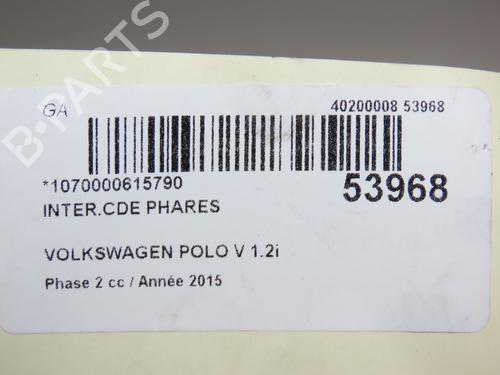 GA
40200008 53968
*1070000615790
53968
INTER.CDE PHARES
VOLKSWAGEN POLO V 1.2i
Phase 2 cc / Année 2015
B-PARTS